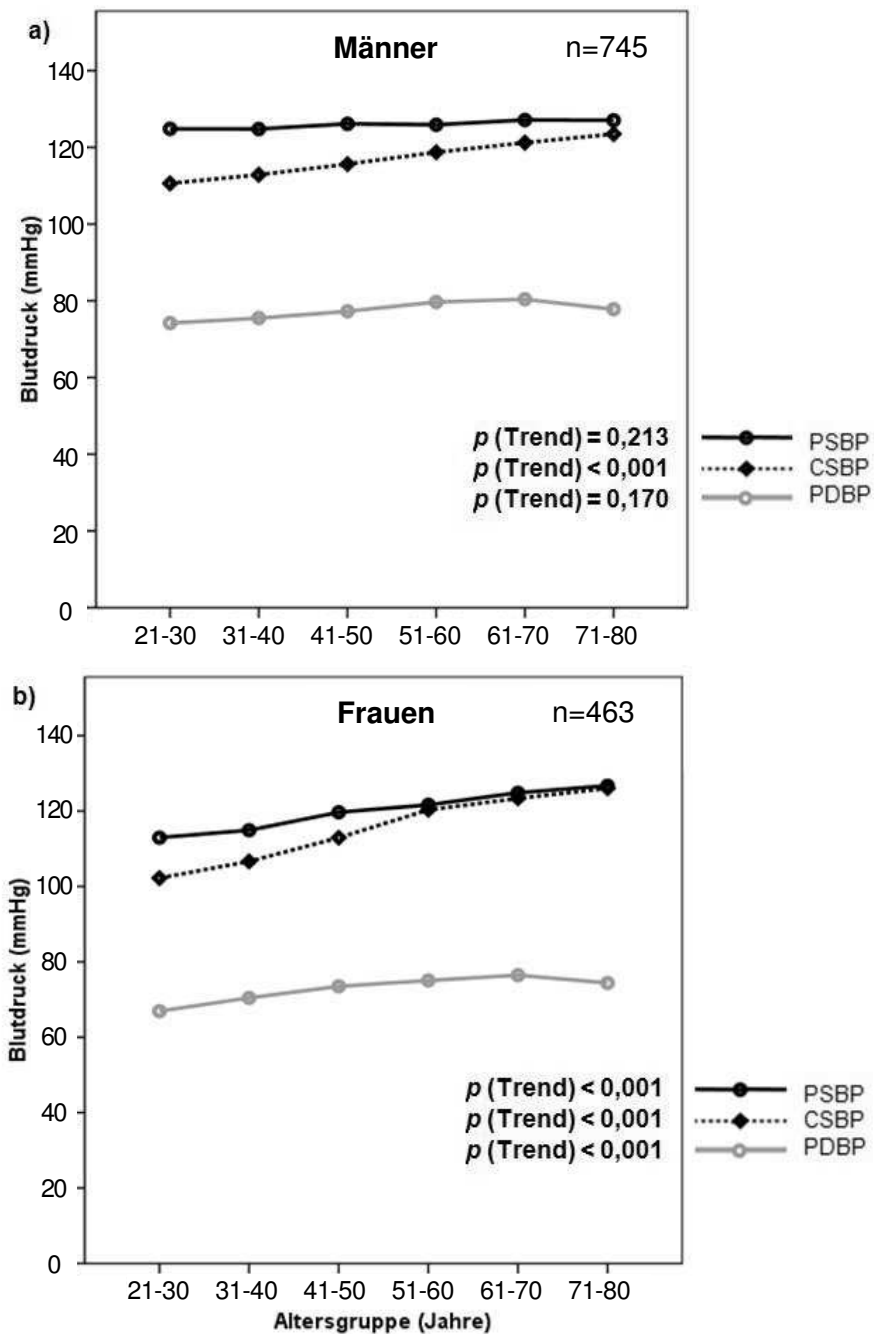 a)
Männer n=745
140
120
100
80
60
40
20
0
Blutdruck (mmHg)
p (Trend) = 0,213
p (Trend) < 0,001
p (Trend) = 0,170
PSBP
CSBP
PDBP
21-30 31-40 41-50 51-60 61-70 71-80
b)
Frauen n=463
140
120
100
80
60
40
20
0
Blutdruck (mmHg)
p (Trend) < 0,001
p (Trend) < 0,001
p (Trend) < 0,001
PSBP
CSBP
PDBP
21-30 31-40 41-50 51-60 61-70 71-80
Altersgruppe (Jahre)